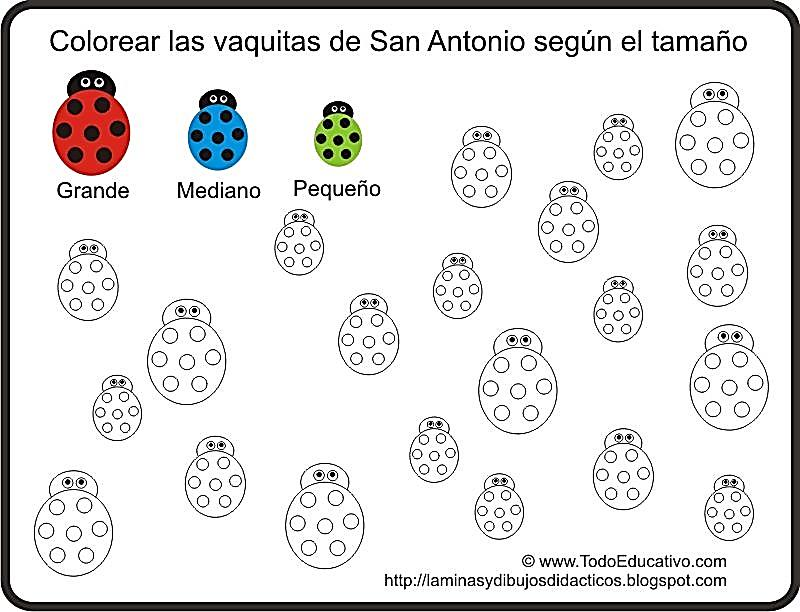 Colorear las vaquitas de San Antonio según el tamaño
Grande
Mediano
Pequeño
© www.TodoEducativo.com
http://laminasydibujosdidacticos.blogspot.com